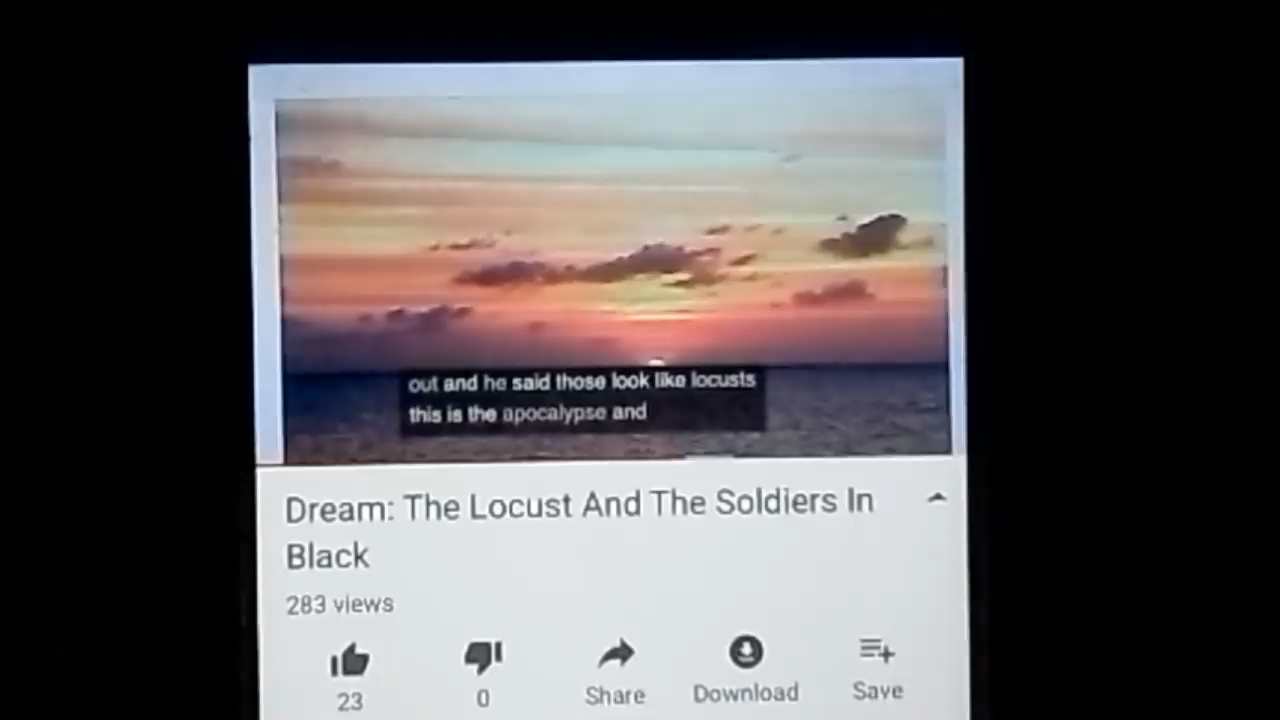 out and he said those look like locusts
this is the apocalypse and
Dream: The Locust And The Soldiers In
Black
283 views
23
0
Share
Download
Save